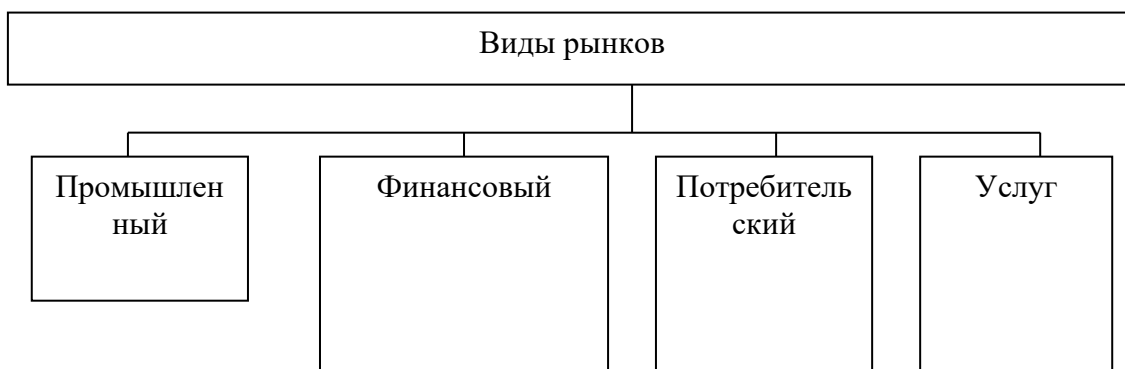 Виды рынков
Промышлен
ный
Финансовый
Потребитель
ский
Услуг